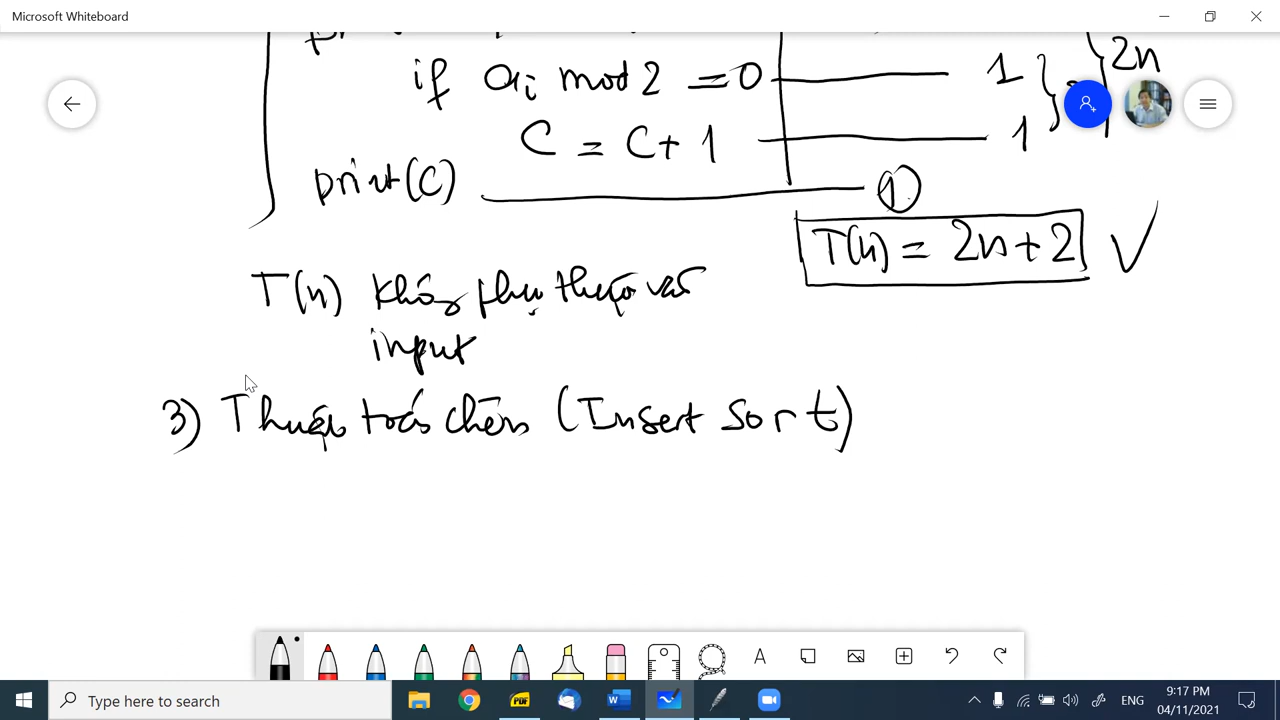 Microsoft Whiteboard
if ai mod 2 = 0 1 } 2n
C = C + 1 1
print(C) 1
T(n) = 2n + 2 ✓
T(n) không phụ thuộc vào
input
3) Thuật toán chèn (Insert sort)
A
Type here to search
PDF
ENG
9:17 PM
04/11/2021